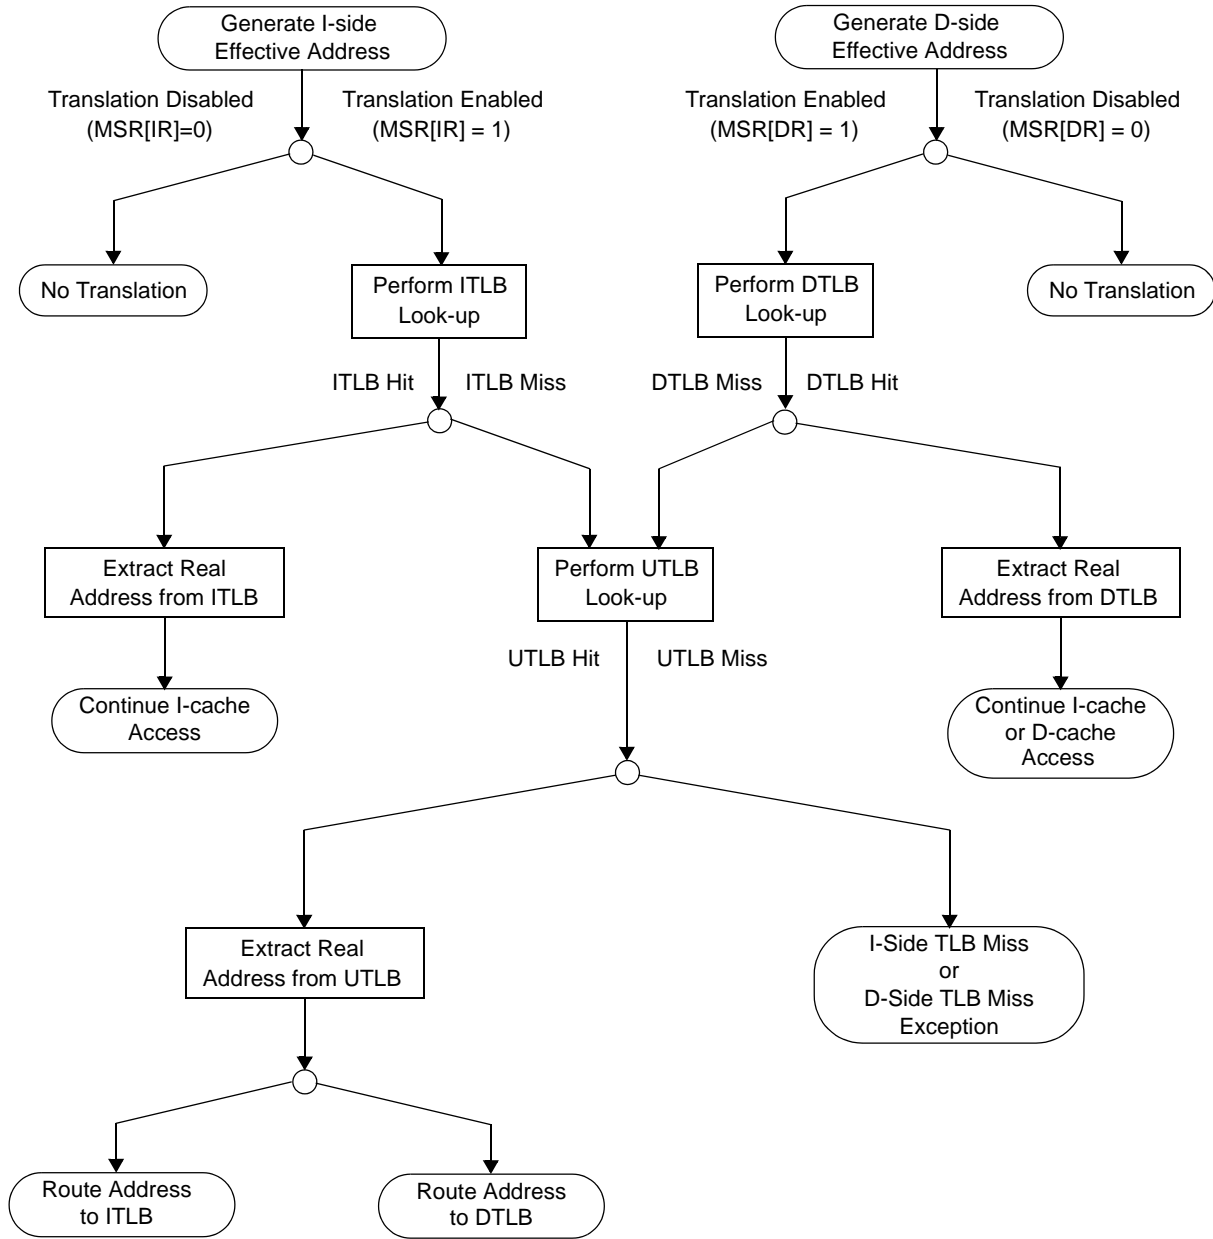 Generate I-side
Effective Address
Generate D-side
Effective Address
Translation Disabled
(MSR[IR]=0)
Translation Enabled
(MSR[IR] = 1)
Translation Enabled
(MSR[DR] = 1)
Translation Disabled
(MSR[DR] = 0)
No Translation
Perform ITLB
Look-up
Perform DTLB
Look-up
No Translation
ITLB Hit
ITLB Miss
DTLB Miss
DTLB Hit
Extract Real
Address from ITLB
Perform UTLB
Look-up
Extract Real
Address from DTLB
UTLB Hit
UTLB Miss
Continue I-cache
Access
Continue I-cache
or D-cache
Access
Extract Real
Address from UTLB
I-Side TLB Miss
or
D-Side TLB Miss
Exception
Route Address
to ITLB
Route Address
to DTLB